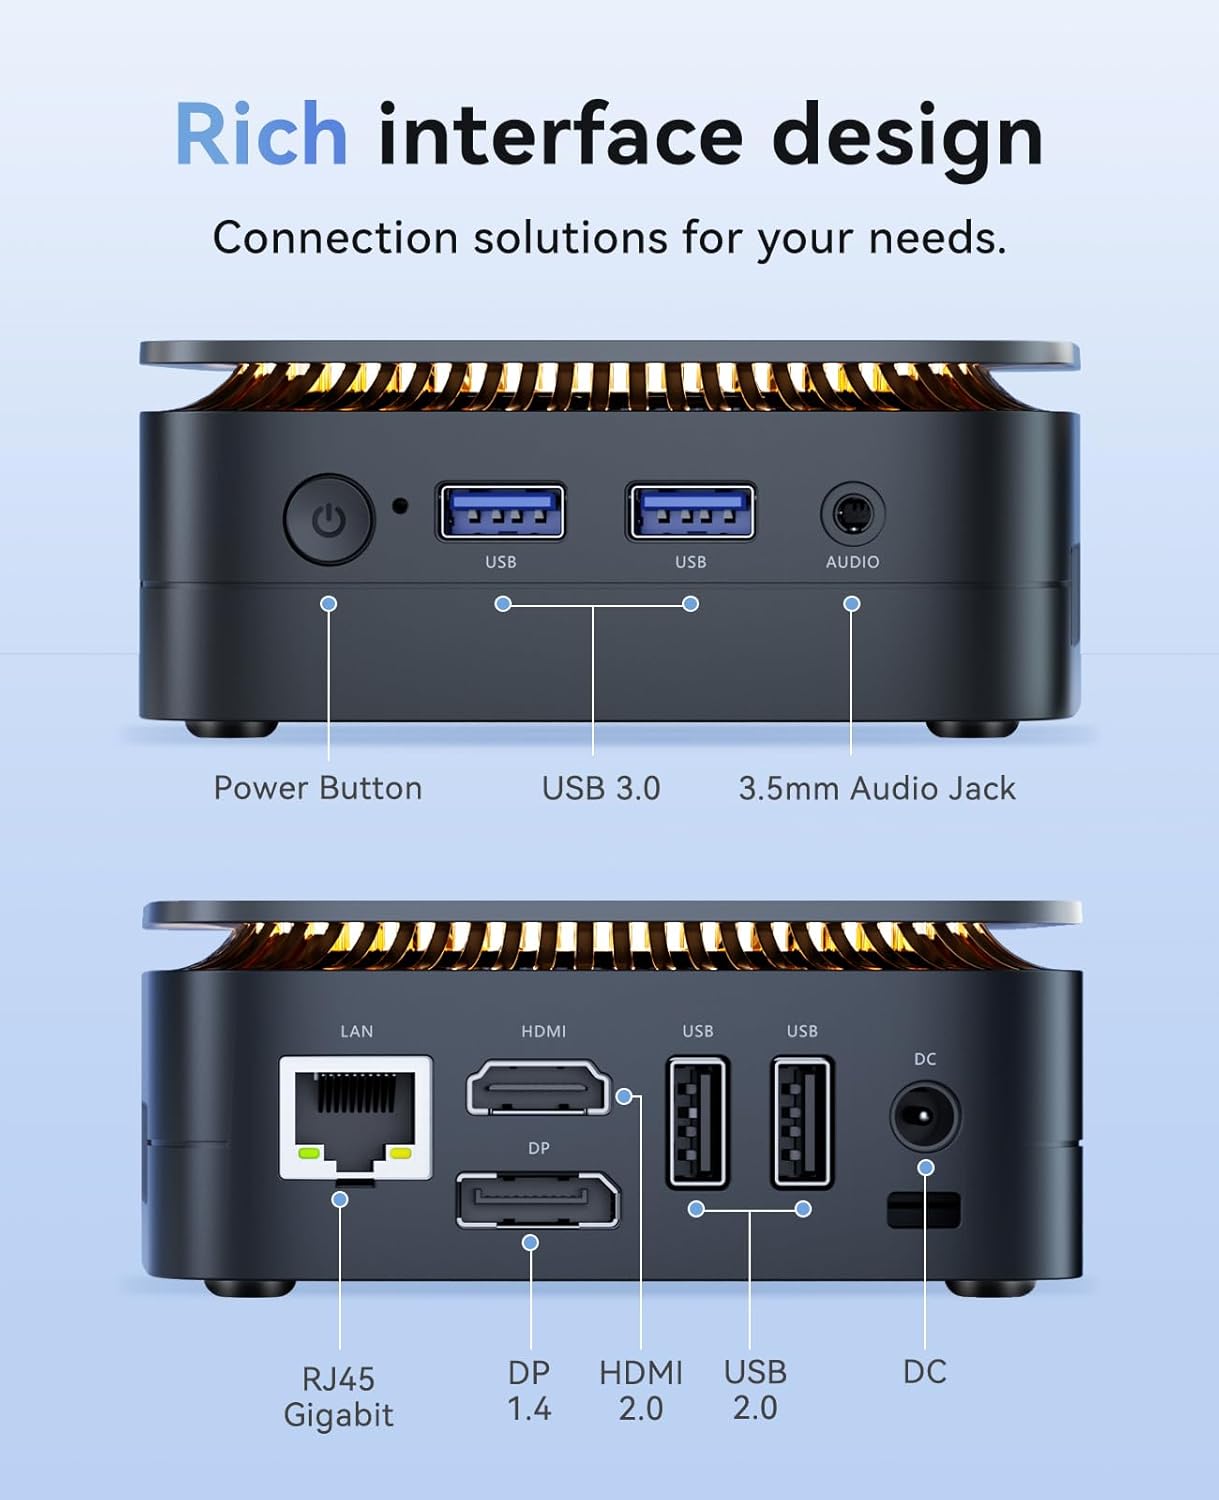 Rich interface design
Connection solutions for your needs.
USB
USB
AUDIO
Power Button
USB 3.0
3.5mm Audio Jack
LAN
HDMI
USB
USB
DC
DP
RJ45
Gigabit
DP
1.4
HDMI
2.0
USB
2.0
DC